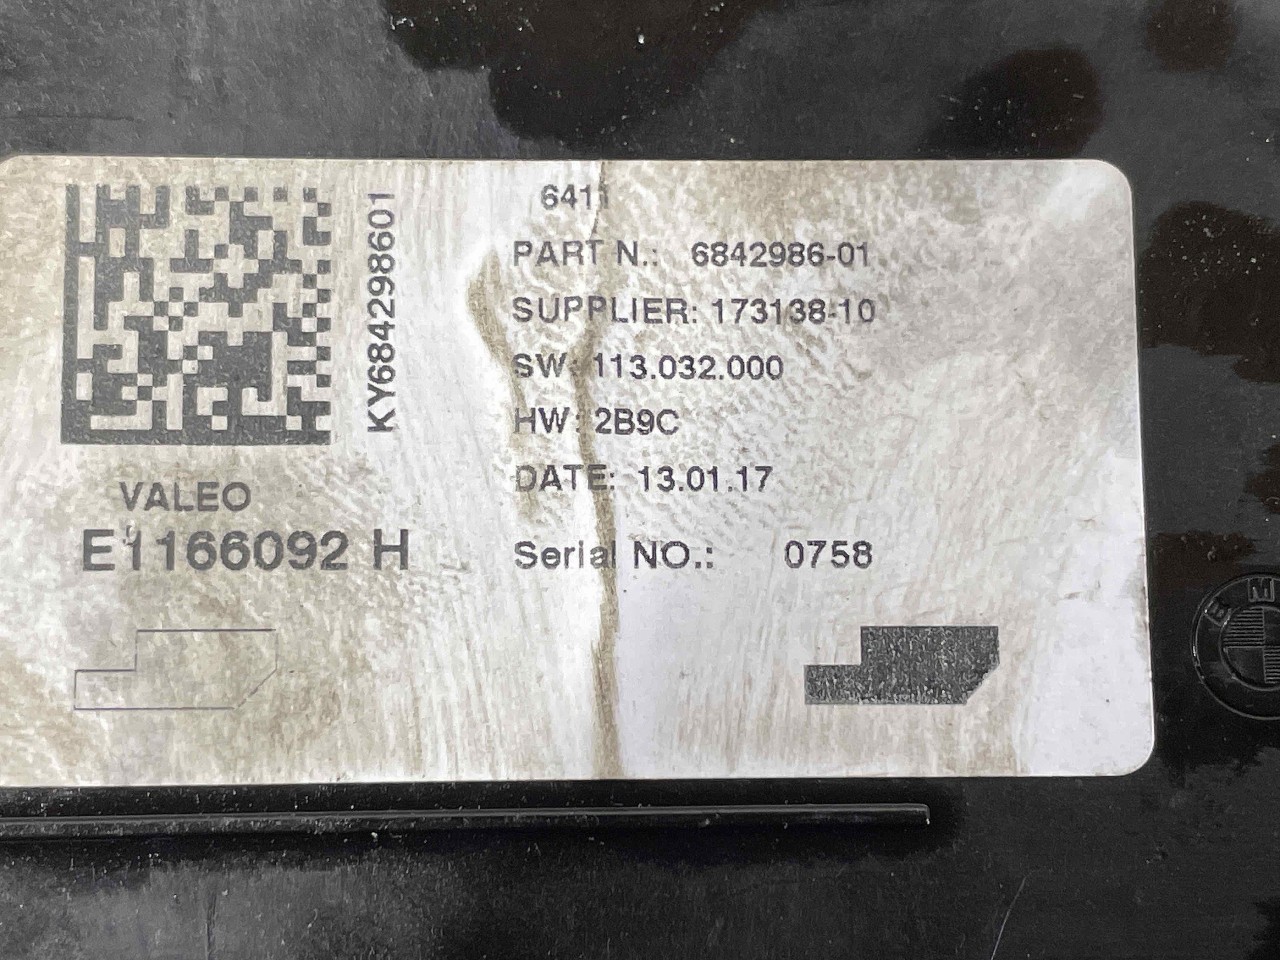 6411
PART N.: 6842986-01
SUPPLIER: 173138-10
SW: 113.032.000
HW: 2B9C
DATE: 13.01.17
Serial NO.: 0758
KY684298601
VALEO
E1166092 H